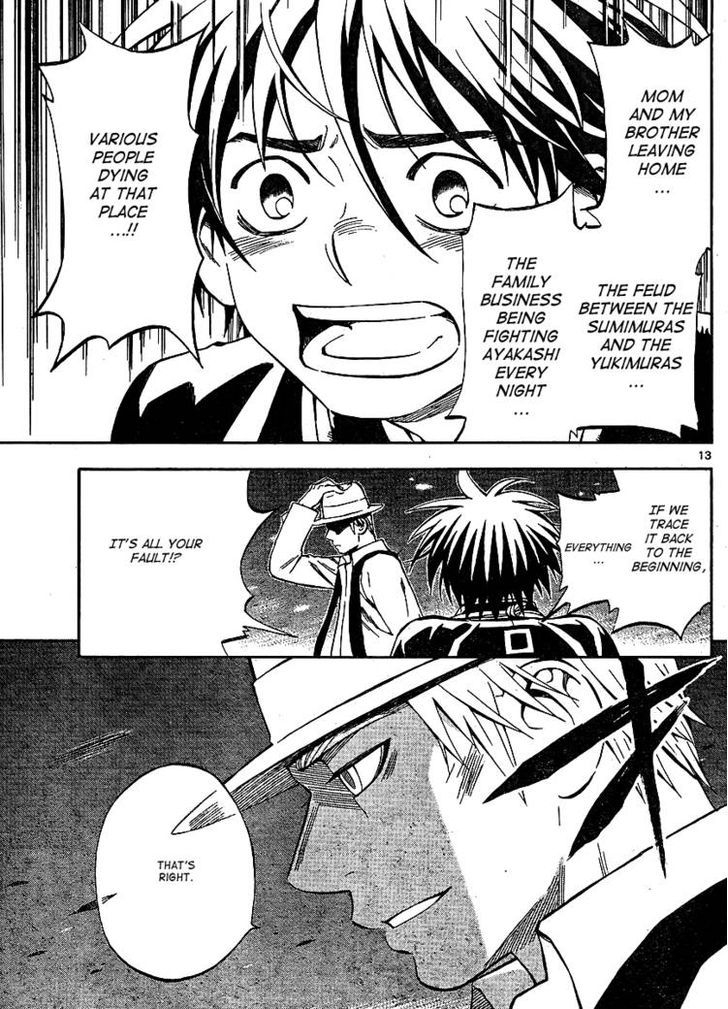 MOM
AND MY
BROTHER
LEAVING
HOME
...
THE FEUD
BETWEEN THE
SUMIMURAS
AND THE
YUKIMURAS
...
THE
FAMILY
BUSINESS
BEING
FIGHTING
AYAKASHI
EVERY
NIGHT
...
VARIOUS
PEOPLE
DYING
AT THAT
PLACE
...!!
13
IF WE
TRACE
IT BACK
TO THE
BEGINNING,
EVERYTHING
...
IT'S ALL YOUR
FAULT!?
THAT'S
RIGHT.